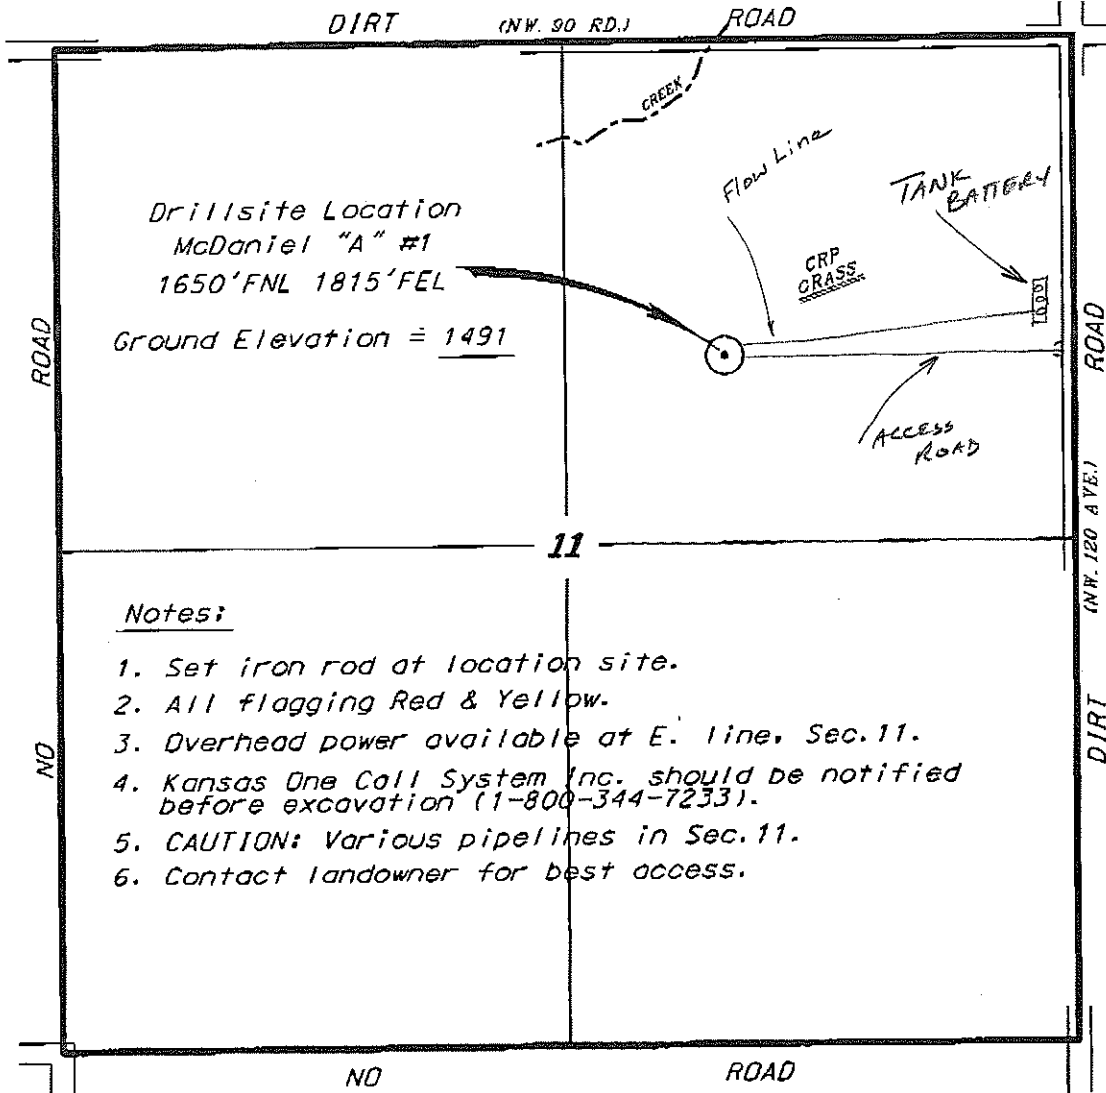 DIRT (NW. 90 RD.) ROAD
CREEK
Flow Line
TANK
BATTERY
Drillsite Location
McDaniel "A" #1
1650'FNL 1815'FEL
CRP
GRASS
Ground Elevation = 1491
ROAD
ROAD
ACCESS
ROAD
(NW. 120 AVE.)
11
Notes:
1. Set iron rod at location site.
2. All flagging Red & Yellow.
3. Overhead power available at E. line, Sec.11.
4. Kansas One Call System Inc. should be notified
before excavation (1-800-344-7233).
5. CAUTION: Various pipelines in Sec.11.
6. Contact landowner for best access.
NO
DIRT
NO ROAD